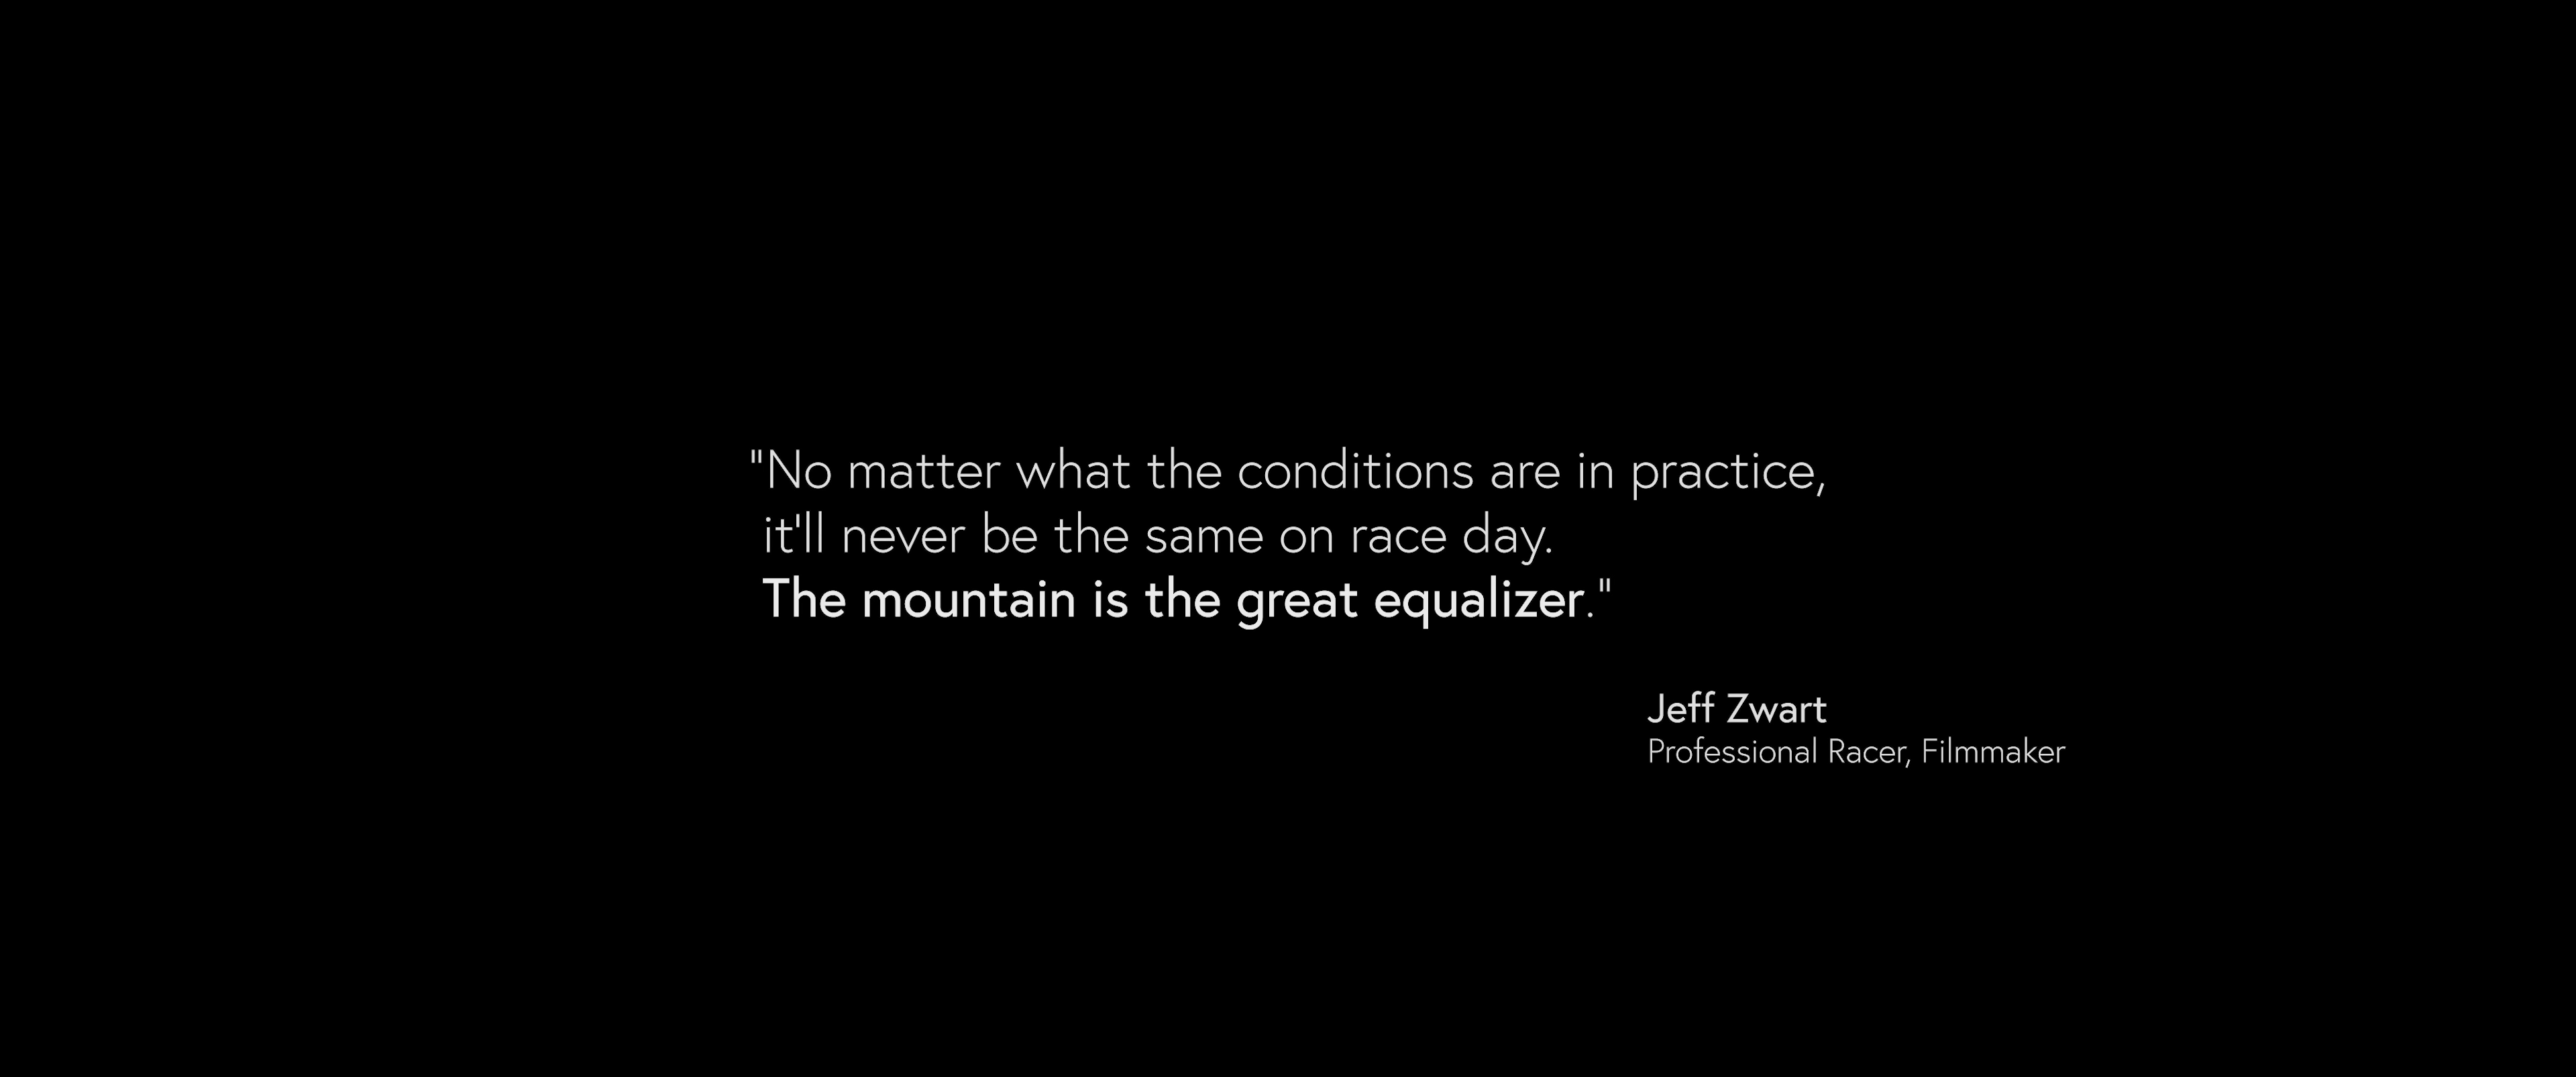 "No matter what the conditions are in practice,
it'll never be the same on race day.
The mountain is the great equalizer."
Jeff Zwart
Professional Racer, Filmmaker